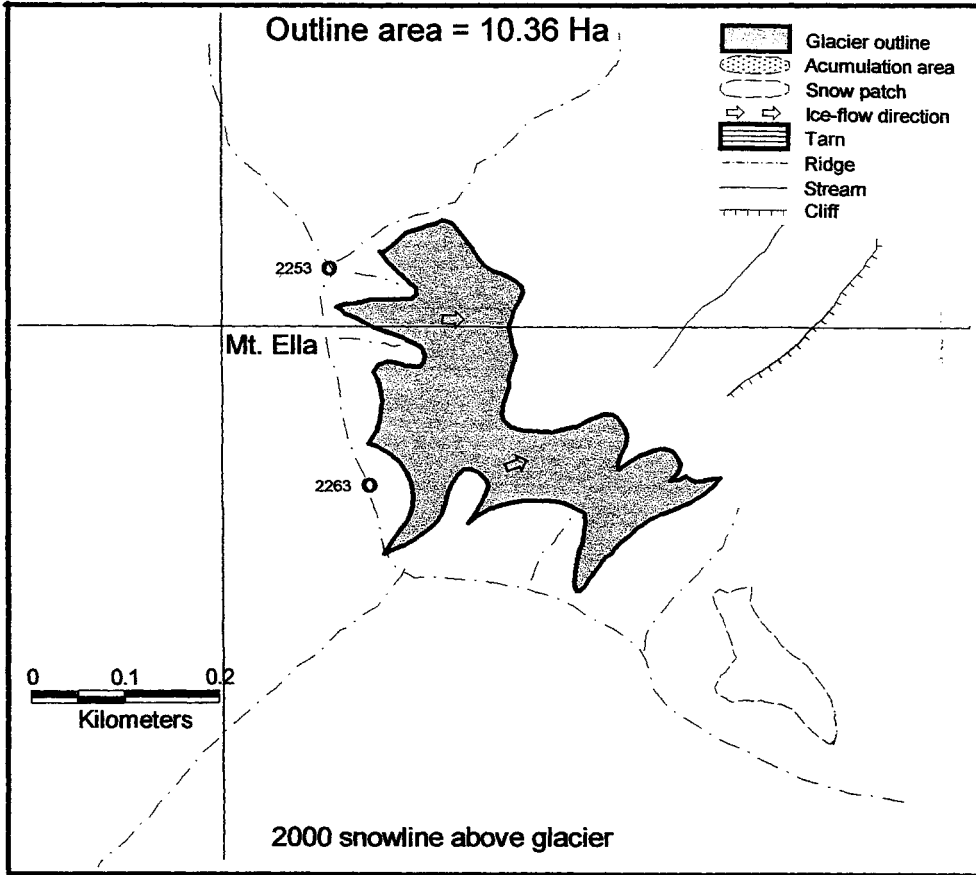 Outline area = 10.36 Ha
Glacier outline
Acumulation area
Snow patch
Ice-flow direction
Tarn
Ridge
Stream
Cliff
2253
Mt. Ella
2263
0 0.1 0.2
Kilometers
2000 snowline above glacier